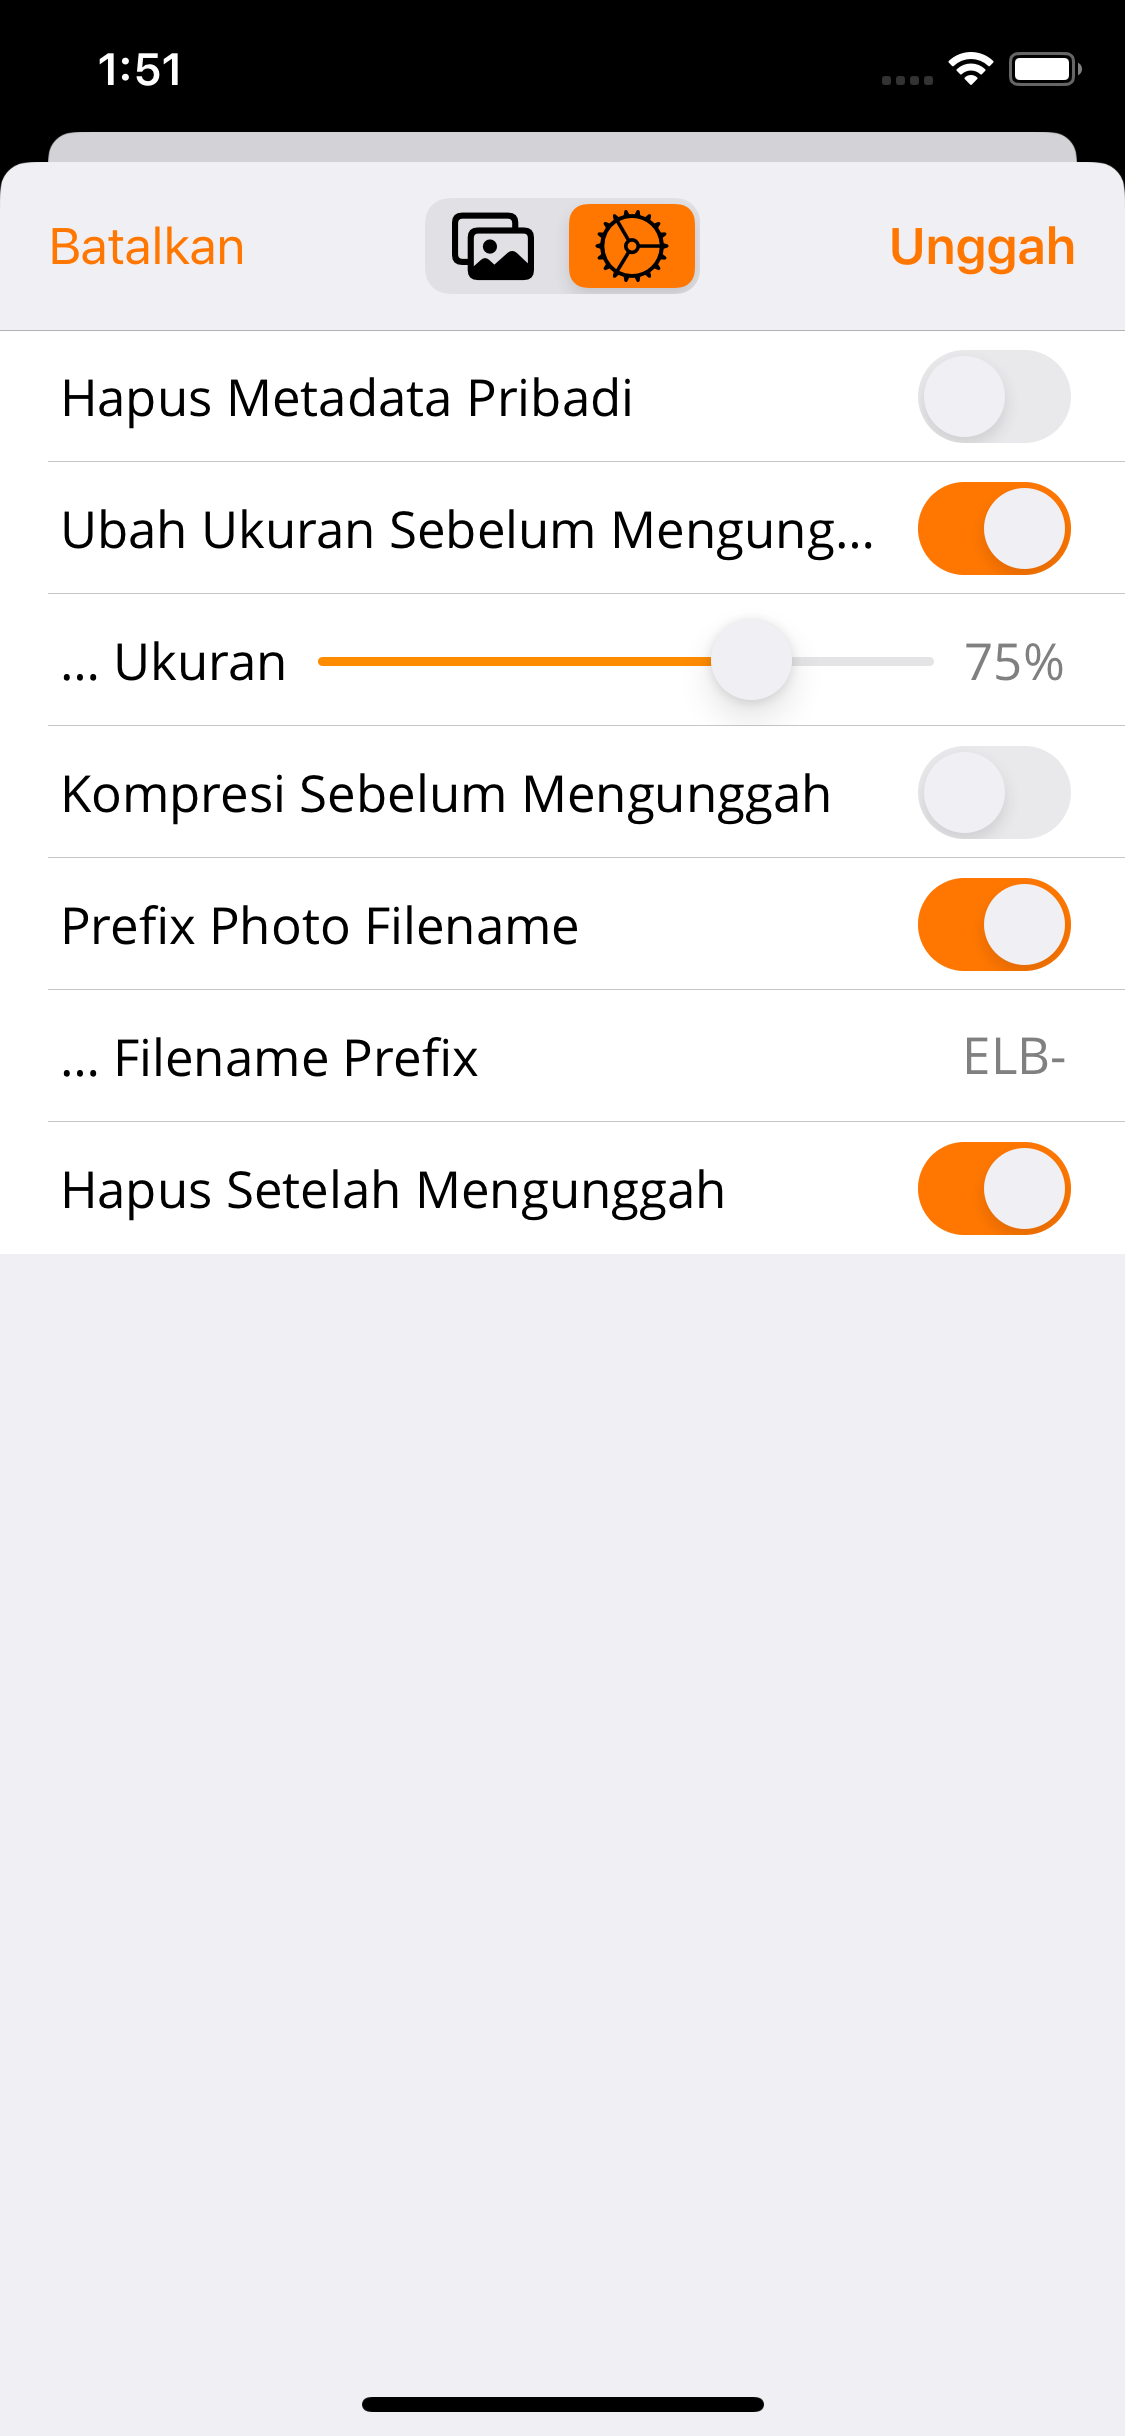 1:51
Batalkan
Unggah
Hapus Metadata Pribadi
Ubah Ukuran Sebelum Mengung...
... Ukuran 75%
Kompresi Sebelum Mengunggah
Prefix Photo Filename
... Filename Prefix ELB-
Hapus Setelah Mengunggah